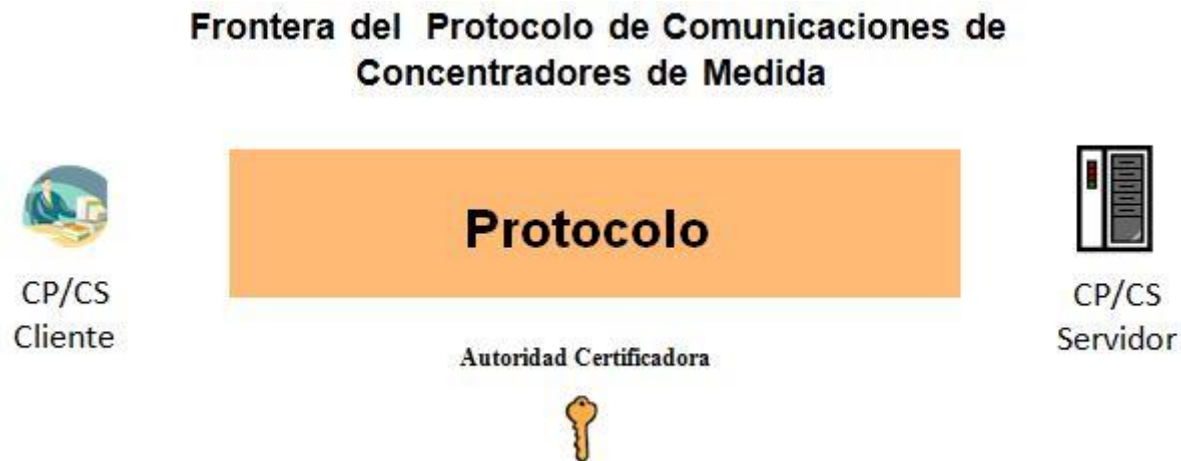 Frontera del Protocolo de Comunicaciones de
Concentradores de Medida
Protocolo
CP/CS
Cliente
CP/CS
Servidor
Autoridad Certificadora